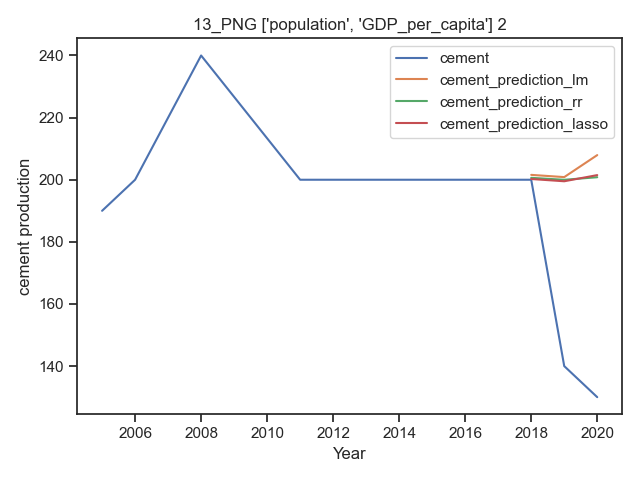 13_PNG ['population', 'GDP_per_capita'] 2
cement
cement_prediction_lm
cement_prediction_rr
cement_prediction_lasso
240
220
200
180
160
140
cement production
2006 2008 2010 2012 2014 2016 2018 2020
Year